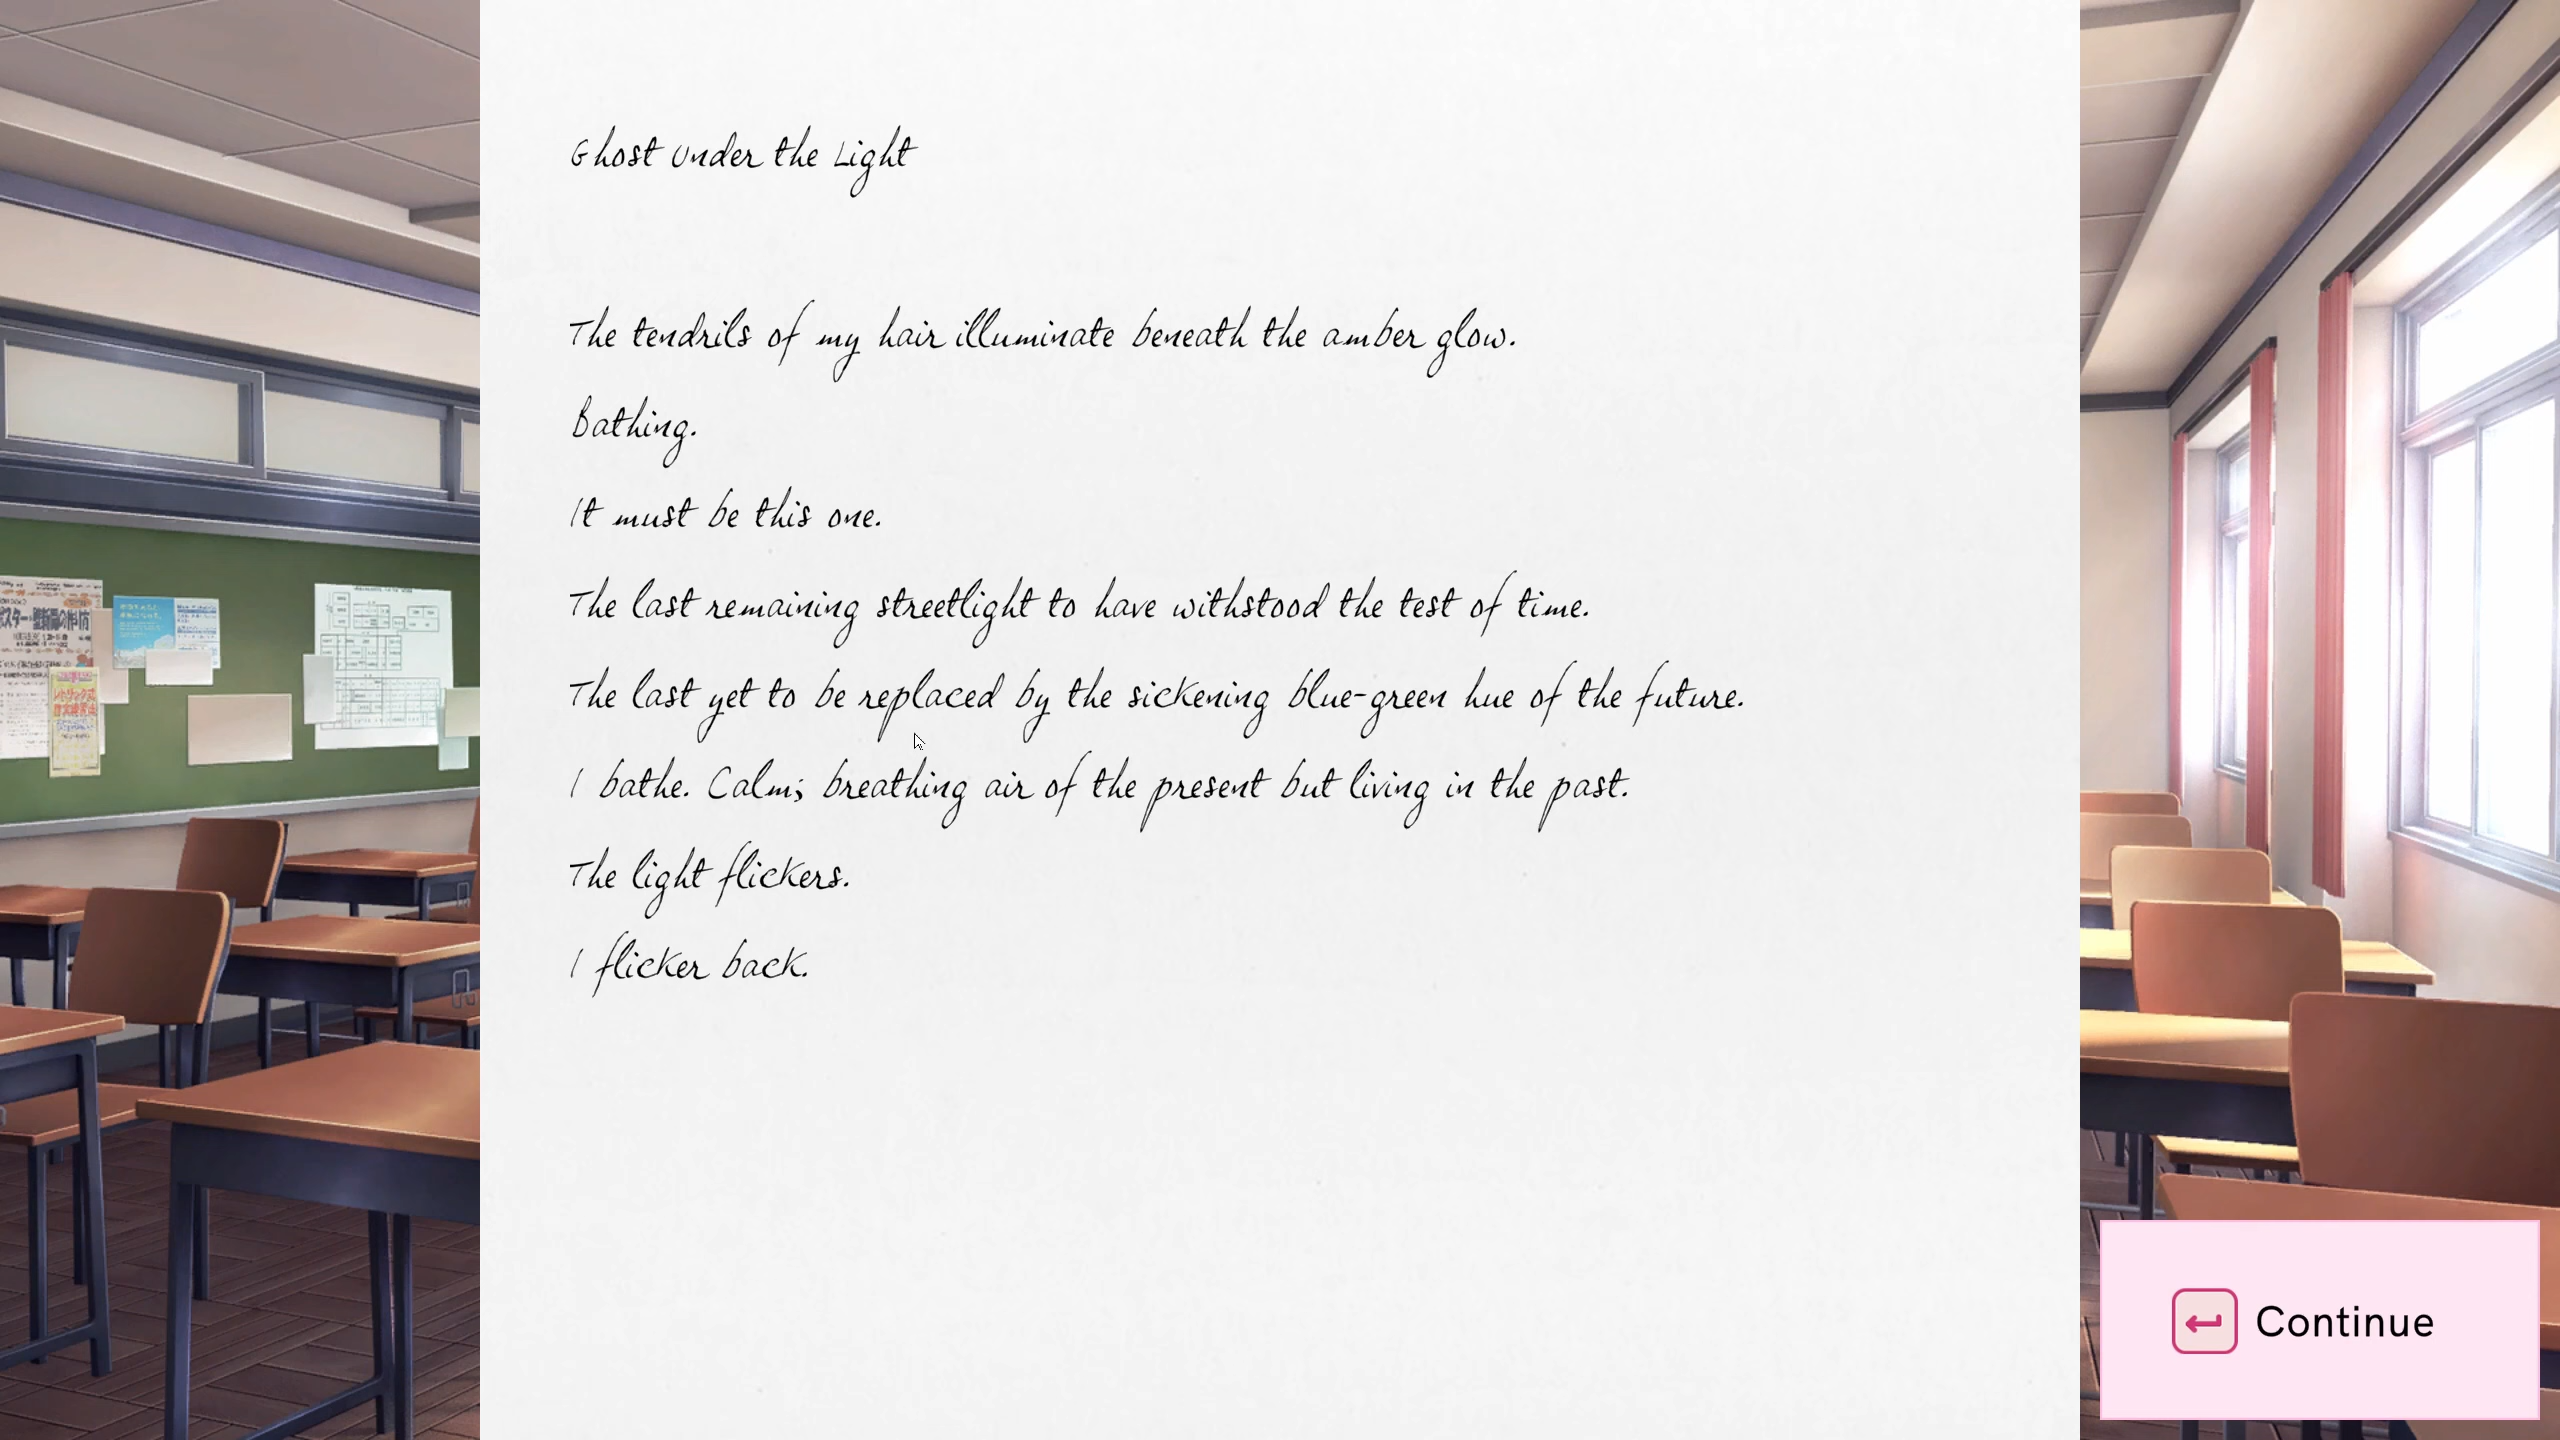 Ghost Under the Light
The tendrils of my hair illuminate beneath the amber glow.
Bathing.
It must be this one.
The last remaining streetlight to have withstood the test of time.
The last yet to be replaced by the sickening blue-green hue of the future.
I bathe. Calm; breathing air of the present but living in the past.
The light flickers.
I flicker back.
Continue